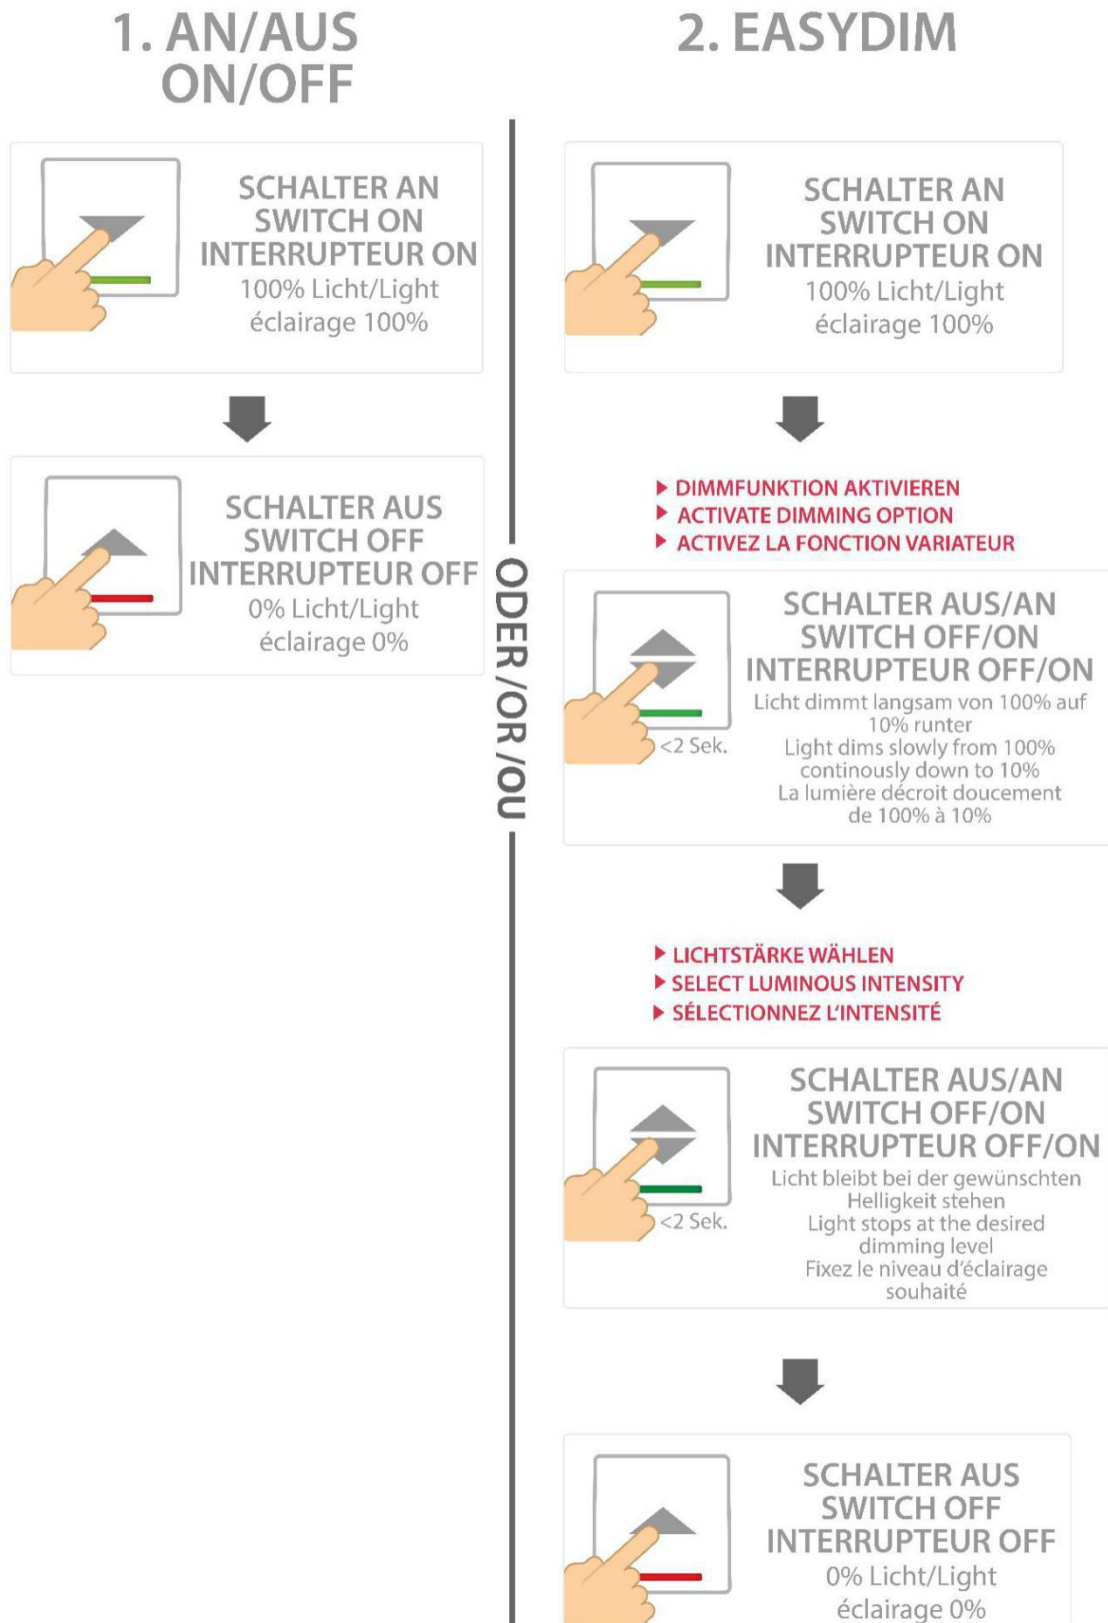 1. AN/AUS
ON/OFF
SCHALTER AN
SWITCH ON
INTERRUPTEUR ON
100% Licht/Light
éclairage 100%
SCHALTER AUS
SWITCH OFF
INTERRUPTEUR OFF
0% Licht/Light
éclairage 0%
ODER /OR /OU
2. EASYDIM
SCHALTER AN
SWITCH ON
INTERRUPTEUR ON
100% Licht/Light
éclairage 100%
DIMMFUNKTION AKTIVIEREN
ACTIVATE DIMMING OPTION
ACTIVEZ LA FONCTION VARIATEUR
SCHALTER AUS/AN
SWITCH OFF/ON
INTERRUPTEUR OFF/ON
Licht dimmt langsam von 100% auf
10% runter
Light dims slowly from 100%
continously down to 10%
La lumière décroit doucement
de 100% à 10%
<2 Sek.
LICHTSTÄRKE WÄHLEN
SELECT LUMINOUS INTENSITY
SÉLECTIONNEZ L'INTENSITÉ
SCHALTER AUS/AN
SWITCH OFF/ON
INTERRUPTEUR OFF/ON
Licht bleibt bei der gewünschten
Helligkeit stehen
Light stops at the desired
dimming level
Fixez le niveau d'éclairage
souhaité
<2 Sek.
SCHALTER AUS
SWITCH OFF
INTERRUPTEUR OFF
0% Licht/Light
éclairage 0%